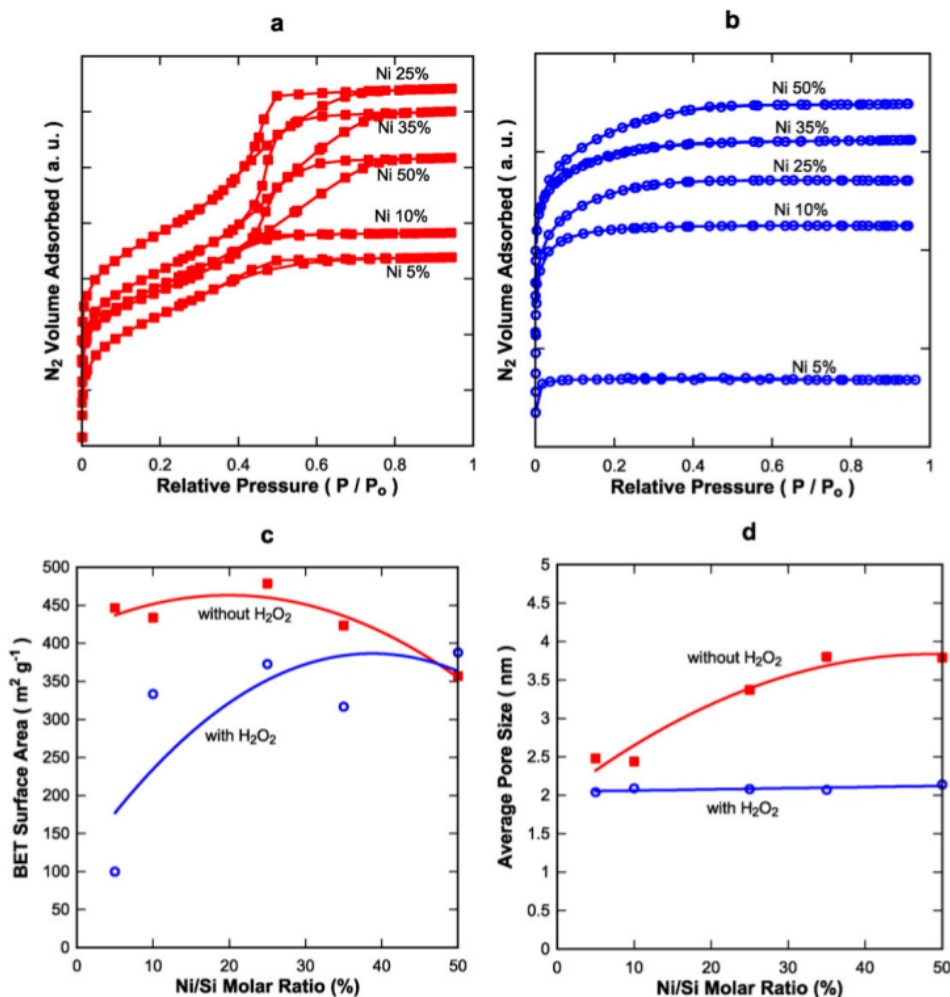 a
Ni 25%
Ni 35%
Ni 50%
Ni 10%
Ni 5%
N2 Volume Adsorbed ( a. u. )
0 0.2 0.4 0.6 0.8 1
Relative Pressure ( P / Po )
b
Ni 50%
Ni 35%
Ni 25%
Ni 10%
Ni 5%
N2 Volume Adsorbed ( a. u. )
0 0.2 0.4 0.6 0.8 1
Relative Pressure ( P / Po )
c
500
450
400
350
300
250
200
150
100
50
0
without H2O2
with H2O2
BET Surface Area ( m2 g-1 )
0 10 20 30 40 50
Ni/Si Molar Ratio (%)
d
5
4.5
4
3.5
3
2.5
2
1.5
1
0.5
0
without H2O2
with H2O2
Average Pore Size ( nm )
0 10 20 30 40 50
Ni/Si Molar Ratio (%)